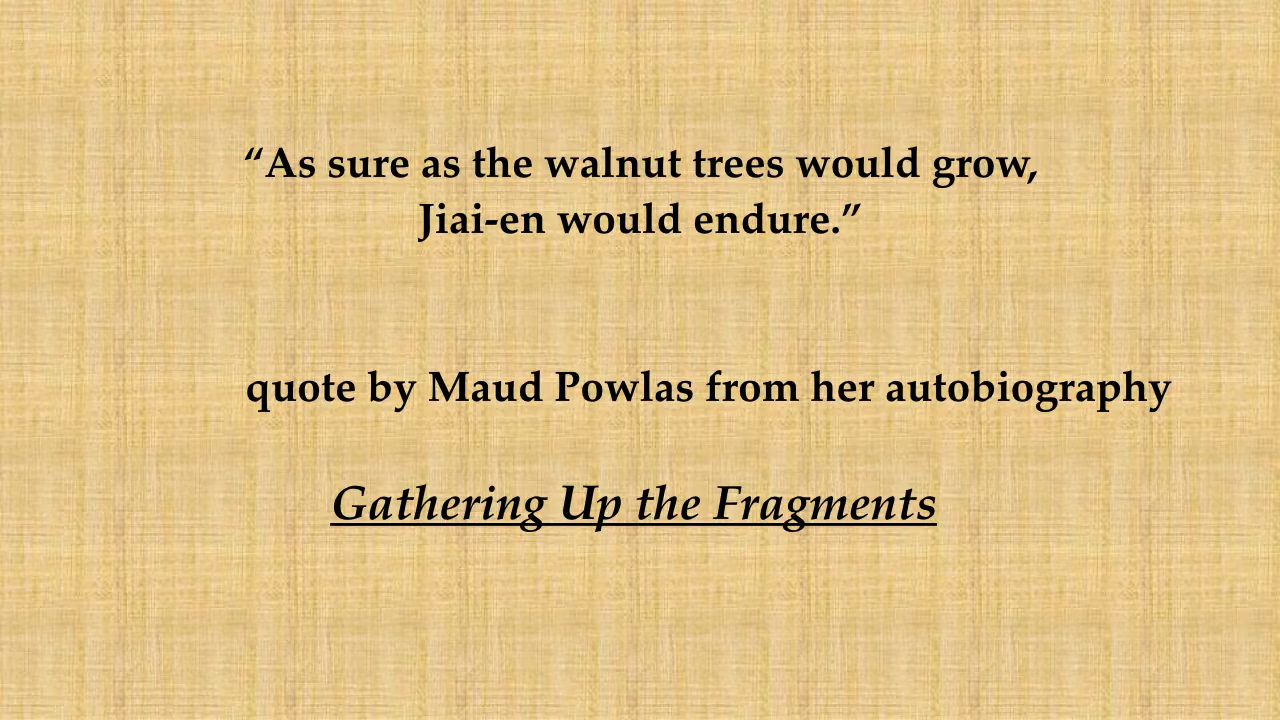 “As sure as the walnut trees would grow,
Jiai-en would endure.”
quote by Maud Powlas from her autobiography
Gathering Up the Fragments